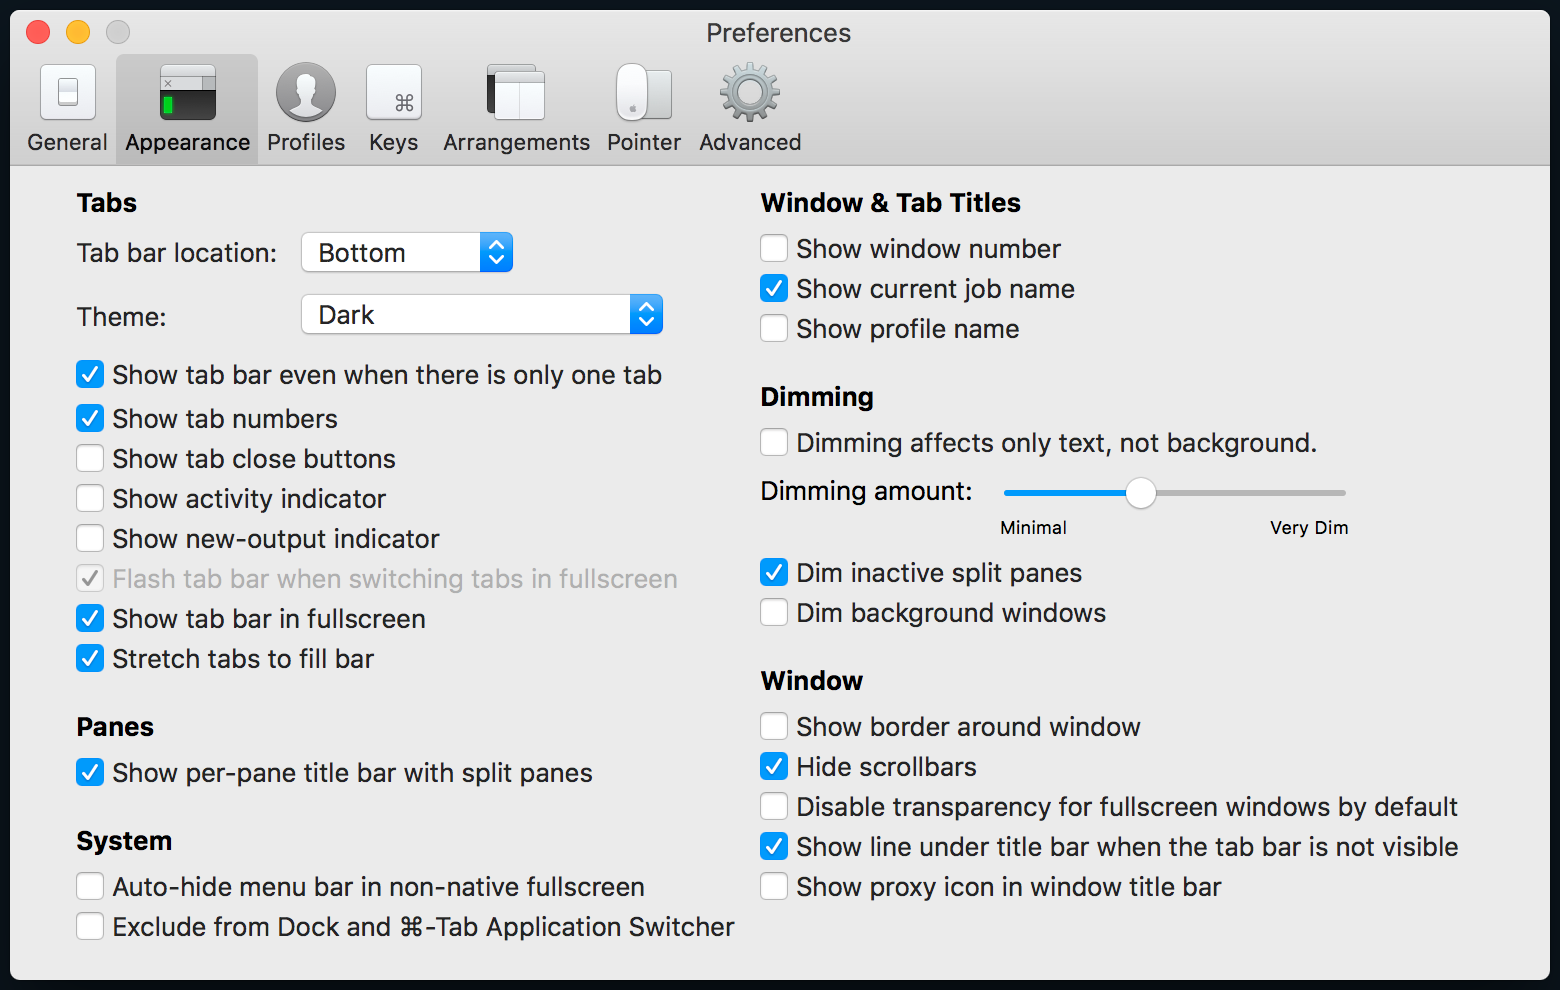 Preferences
General
Appearance
Profiles
Keys
Arrangements
Pointer
Advanced
Tabs
Tab bar location: Bottom
Theme: Dark
Show tab bar even when there is only one tab
Show tab numbers
Show tab close buttons
Show activity indicator
Show new-output indicator
Flash tab bar when switching tabs in fullscreen
Show tab bar in fullscreen
Stretch tabs to fill bar
Panes
Show per-pane title bar with split panes
System
Auto-hide menu bar in non-native fullscreen
Exclude from Dock and ⌘-Tab Application Switcher
Window & Tab Titles
Show window number
Show current job name
Show profile name
Dimming
Dimming affects only text, not background.
Dimming amount:
Minimal Very Dim
Dim inactive split panes
Dim background windows
Window
Show border around window
Hide scrollbars
Disable transparency for fullscreen windows by default
Show line under title bar when the tab bar is not visible
Show proxy icon in window title bar